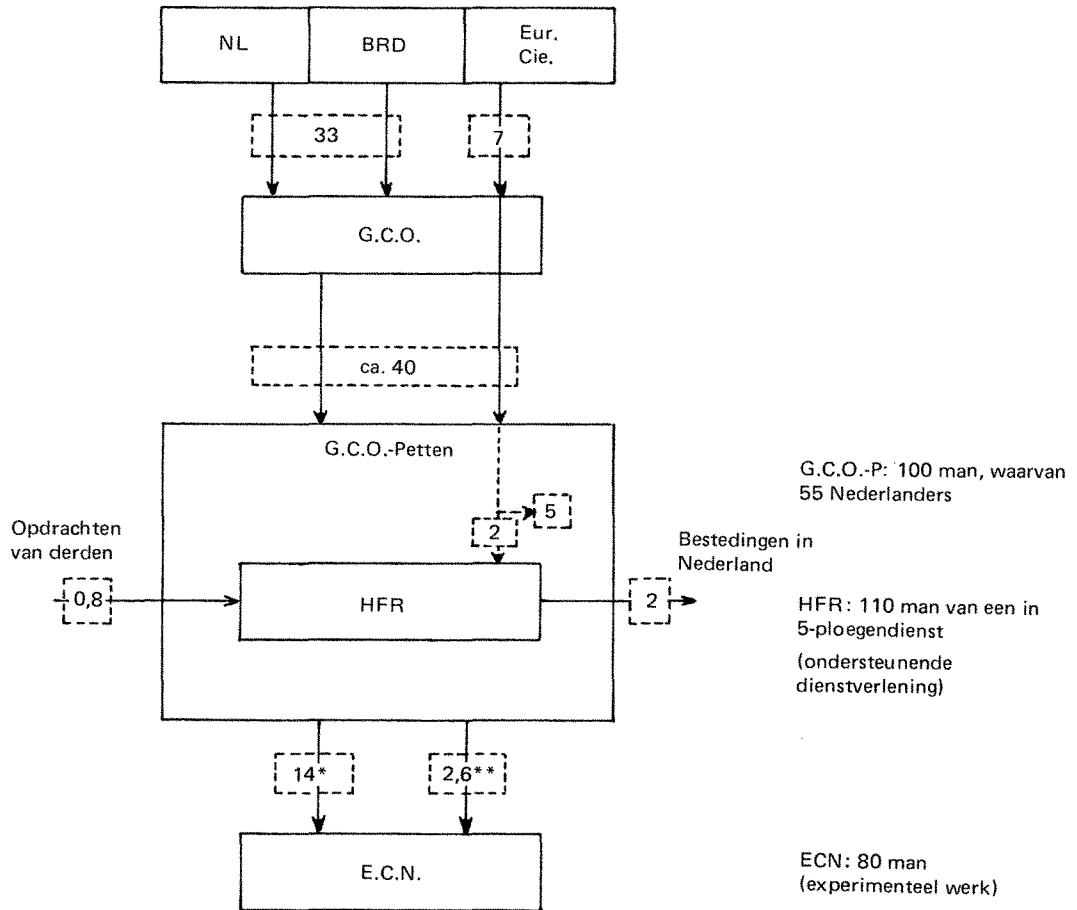 NL
BRD
Eur.
Cie.
33
7
G.C.O.
ca. 40
G.C.O.-Petten
G.C.O.-P: 100 man, waarvan
55 Nederlanders
5
2
Opdrachten
van derden
Bestedingen in
Nederland
0,8
HFR
2
HFR: 110 man van een in
5-ploegendienst
(ondersteunende
dienstverlening)
14*
2,6**
E.C.N.
ECN: 80 man
(experimenteel werk)